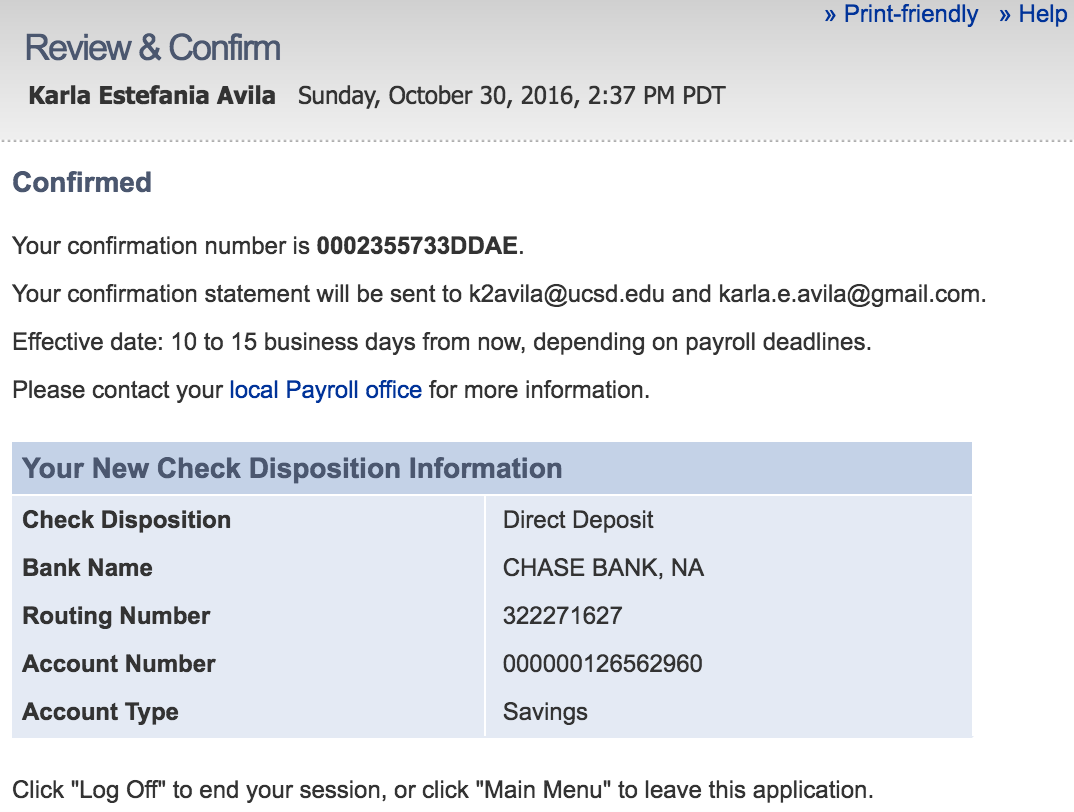 » Print-friendly » Help
Review & Confirm
Karla Estefania Avila Sunday, October 30, 2016, 2:37 PM PDT
Confirmed
Your confirmation number is 0002355733DDAE.
Your confirmation statement will be sent to k2avila@ucsd.edu and karla.e.avila@gmail.com.
Effective date: 10 to 15 business days from now, depending on payroll deadlines.
Please contact your local Payroll office for more information.
Your New Check Disposition Information
Check Disposition Direct Deposit
Bank Name CHASE BANK, NA
Routing Number 322271627
Account Number 000000126562960
Account Type Savings
Click "Log Off" to end your session, or click "Main Menu" to leave this application.